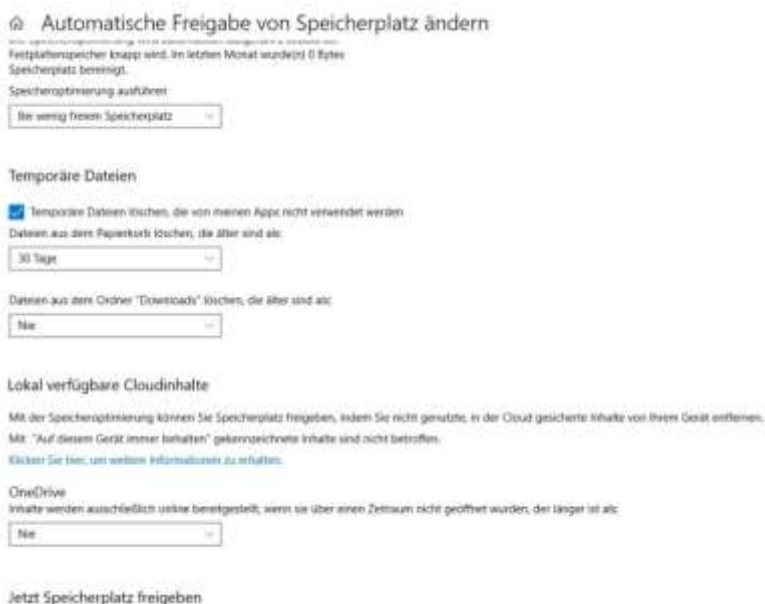 Automatische Freigabe von Speicherplatz ändern
Festplattenspeicher knapp wird. Im letzten Monat wurde(n) 0 Bytes
Speicherplatz bereinigt.
Speicheroptimierung ausführen
Bei wenig freiem Speicherplatz
Temporäre Dateien
Temporäre Dateien löschen, die von meinen Apps nicht verwendet werden
Dateien aus dem Papierkorb löschen, die älter sind als:
30 Tage
Dateien aus dem Ordner "Downloads" löschen, die älter sind als:
Nie
Lokal verfügbare Cloudinhalte
Mit der Speicheroptimierung können Sie Speicherplatz freigeben, indem Sie nicht genutzte, in der Cloud gesicherte Inhalte von Ihrem Gerät entfernen.
Mit "Auf diesem Gerät immer behalten" gekennzeichnete Inhalte sind nicht betroffen.
Klicken Sie hier, um weitere Informationen zu erhalten.
OneDrive
Inhalte werden ausschließlich online bereitgestellt, wenn sie über einen Zeitraum nicht geöffnet wurden, der länger ist als:
Nie
Jetzt Speicherplatz freigeben